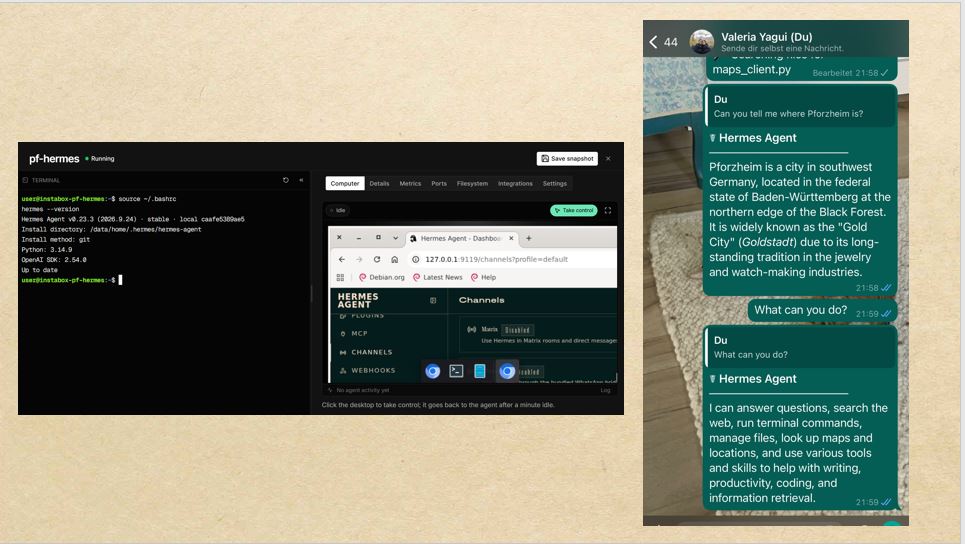 pf-hermes
Running
Save snapshot
TERMINAL
user@instabox-pf-hermes:~$ source ~/.bashrc
hermes --version
Hermes Agent v0.23.3 (2026.9.24) · stable · local caafe5389ae5
Install directory: /data/home/.hermes/hermes-agent
Install method: git
Python: 3.14.9
OpenAI SDK: 2.54.0
Up to date
user@instabox-pf-hermes:~$
Computer Details Metrics Ports Filesystem Integrations Settings
Idle
Take control
Hermes Agent - Dashboa
127.0.0.1:9119/channels?profile=default
Debian.org Latest News Help
HERMES
AGENT
Channels
PLUGINS
MCP
CHANNELS
WEBHOOKS
Matrix Disabled
Use Hermes in Matrix rooms and direct messages
No agent activity yet
Log
Click the desktop to take control; it goes back to the agent after a minute idle.
44
Valeria Yagui (Du)
Sende dir selbst eine Nachricht.
maps_client.py
Bearbeitet 21:58
Du
Can you tell me where Pforzheim is?
Hermes Agent
Pforzheim is a city in southwest
Germany, located in the federal
state of Baden-Württemberg at the
northern edge of the Black Forest.
It is widely known as the "Gold
City" (Goldstadt) due to its long-
standing tradition in the jewelry
and watch-making industries.
21:58
What can you do?
21:59
Du
What can you do?
Hermes Agent
I can answer questions, search the
web, run terminal commands,
manage files, look up maps and
locations, and use various tools
and skills to help with writing,
productivity, coding, and
information retrieval.
21:59